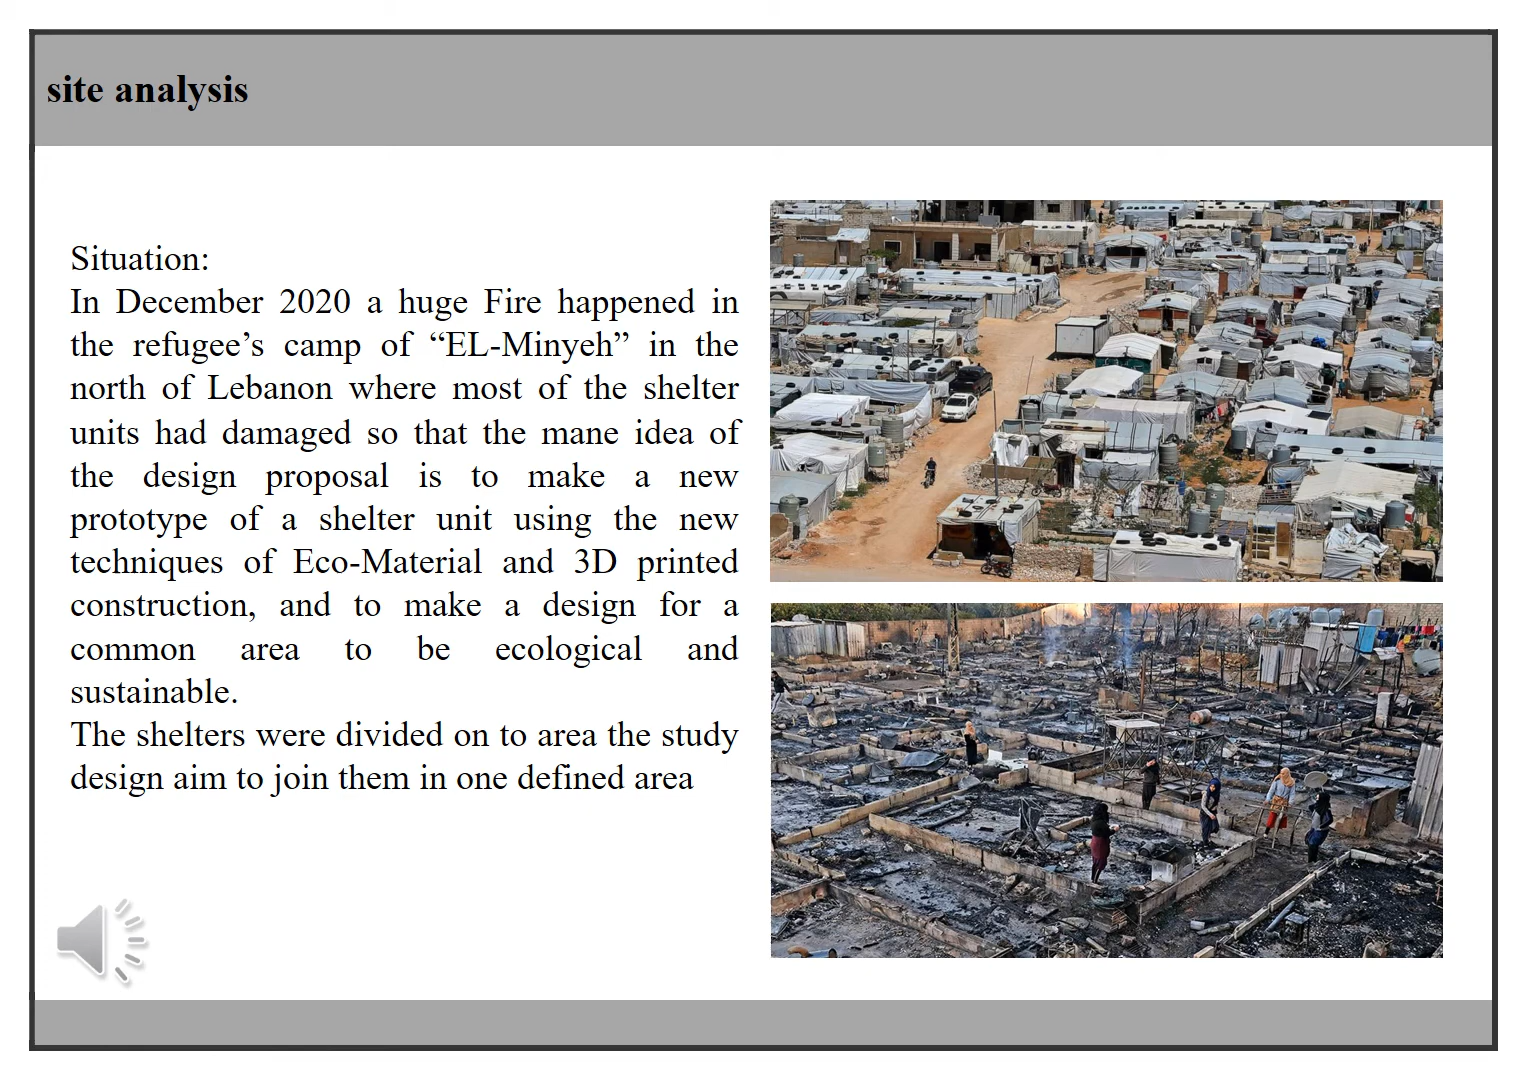 site analysis
Situation:
In December 2020 a huge Fire happened in
the refugee’s camp of “EL-Minyeh” in the
north of Lebanon where most of the shelter
units had damaged so that the mane idea of
the design proposal is to make a new
prototype of a shelter unit using the new
techniques of Eco-Material and 3D printed
construction, and to make a design for a
common area to be ecological and
sustainable.
The shelters were divided on to area the study
design aim to join them in one defined area